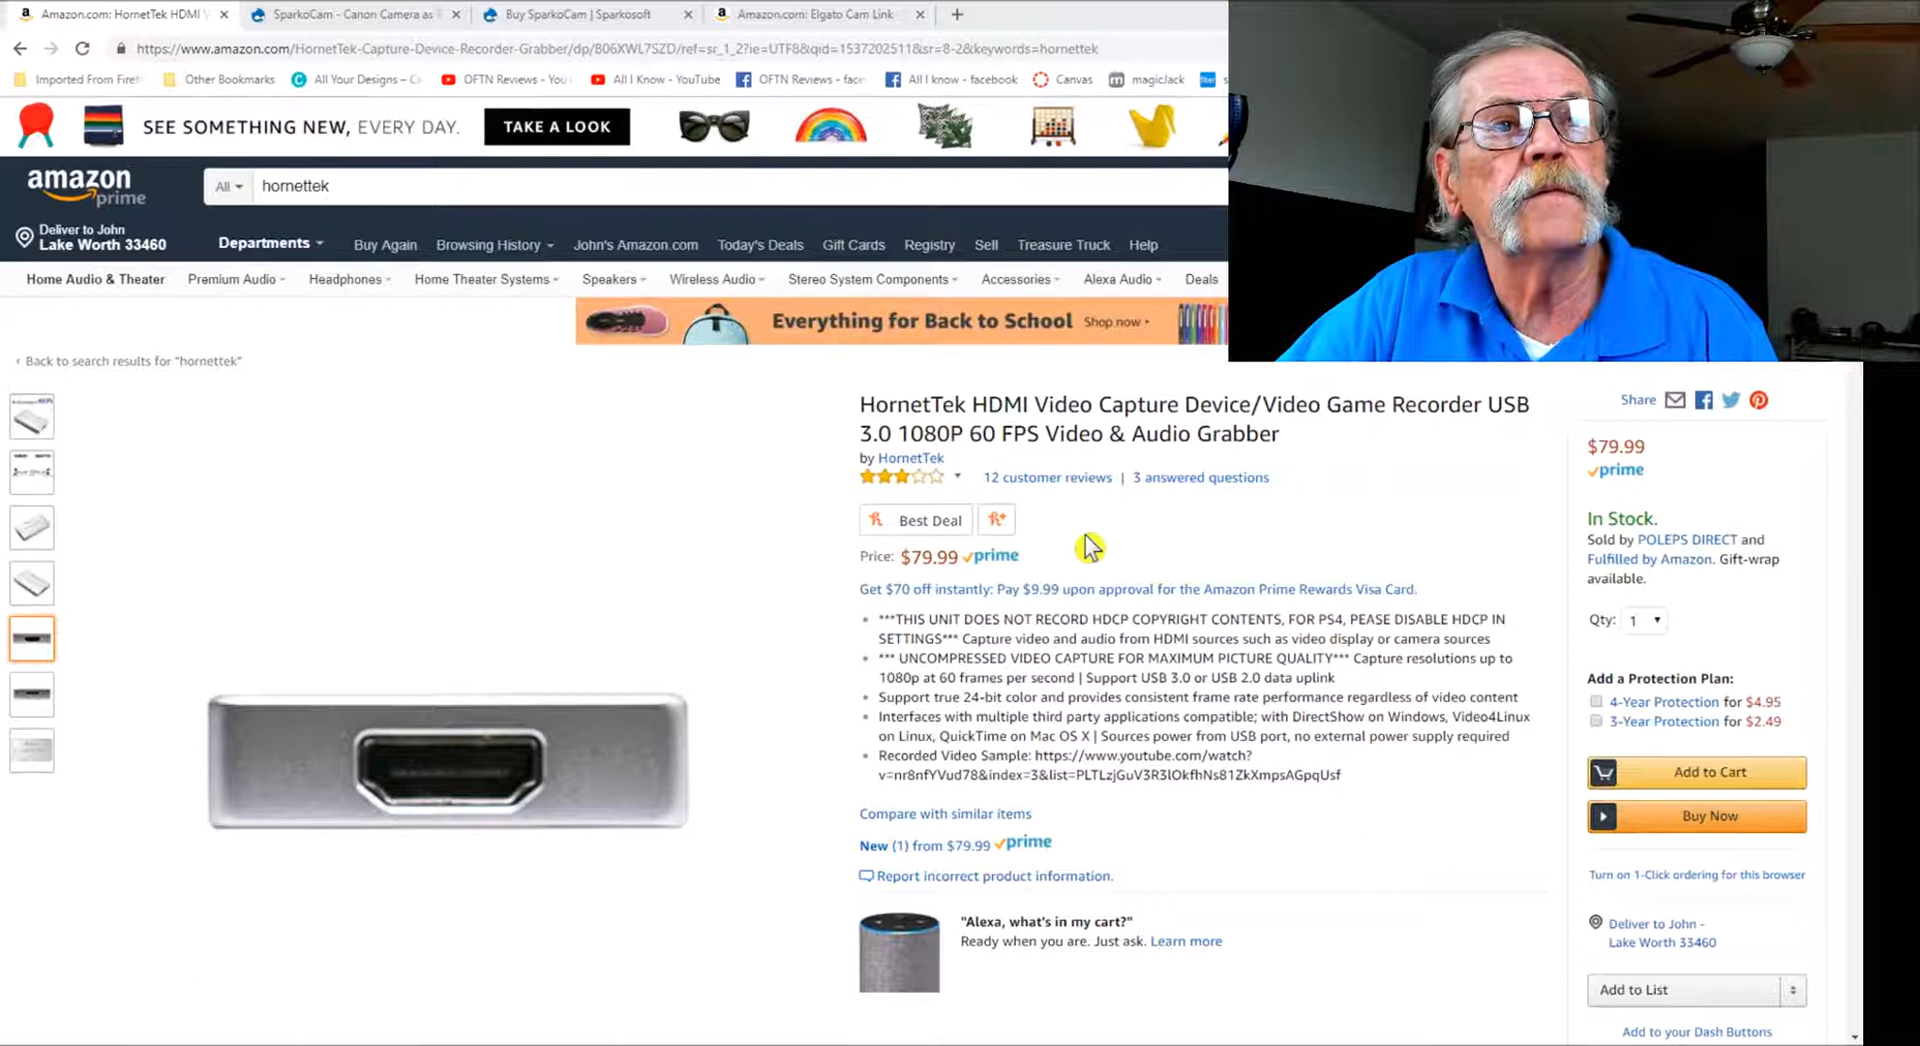 Amazon.com: HornetTek HDMI V
SparkoCam - Canon Camera as
Buy SparkoCam | Sparkosoft
Amazon.com: Elgato Cam Link
https://www.amazon.com/HornetTek-Capture-Device-Recorder-Grabber/dp/B06XWL7SZD/ref=sr_1_2?ie=UTF8&qid=1537202511&sr=8-2&keywords=hornettek
Imported From Firef
Other Bookmarks
All Your Designs – C
OFTN Reviews - You
All I Know - YouTube
OFTN Reviews - face
All I know - facebook
Canvas
magicJack
SEE SOMETHING NEW, EVERY DAY.
TAKE A LOOK
amazon
prime
All
hornettek
Deliver to John
Lake Worth 33460
Departments
Buy Again
Browsing History
John's Amazon.com
Today's Deals
Gift Cards
Registry
Sell
Treasure Truck
Help
Home Audio & Theater
Premium Audio
Headphones
Home Theater Systems
Speakers
Wireless Audio
Stereo System Components
Accessories
Alexa Audio
Deals
Everything for Back to School Shop now
‹ Back to search results for "hornettek"
HornetTek HDMI Video Capture Device/Video Game Recorder USB
3.0 1080P 60 FPS Video & Audio Grabber
by HornetTek
12 customer reviews | 3 answered questions
Best Deal
Price: $79.99 prime
Get $70 off instantly: Pay $9.99 upon approval for the Amazon Prime Rewards Visa Card.
• ***THIS UNIT DOES NOT RECORD HDCP COPYRIGHT CONTENTS, FOR PS4, PEASE DISABLE HDCP IN
SETTINGS*** Capture video and audio from HDMI sources such as video display or camera sources
• *** UNCOMPRESSED VIDEO CAPTURE FOR MAXIMUM PICTURE QUALITY*** Capture resolutions up to
1080p at 60 frames per second | Support USB 3.0 or USB 2.0 data uplink
• Support true 24-bit color and provides consistent frame rate performance regardless of video content
• Interfaces with multiple third party applications compatible; with DirectShow on Windows, Video4Linux
on Linux, QuickTime on Mac OS X | Sources power from USB port, no external power supply required
• Recorded Video Sample: https://www.youtube.com/watch?
v=nr8nfYVud78&index=3&list=PLTLzjGuV3R3lOkfhNs81ZkXmpsAGpqUsf
Compare with similar items
New (1) from $79.99 prime
Report incorrect product information.
"Alexa, what's in my cart?"
Ready when you are. Just ask. Learn more
Share
$79.99
prime
In Stock.
Sold by POLEPS DIRECT and
Fulfilled by Amazon. Gift-wrap
available.
Qty: 1
Add a Protection Plan:
4-Year Protection for $4.95
3-Year Protection for $2.49
Add to Cart
Buy Now
Turn on 1-Click ordering for this browser
Deliver to John -
Lake Worth 33460
Add to List
Add to your Dash Buttons